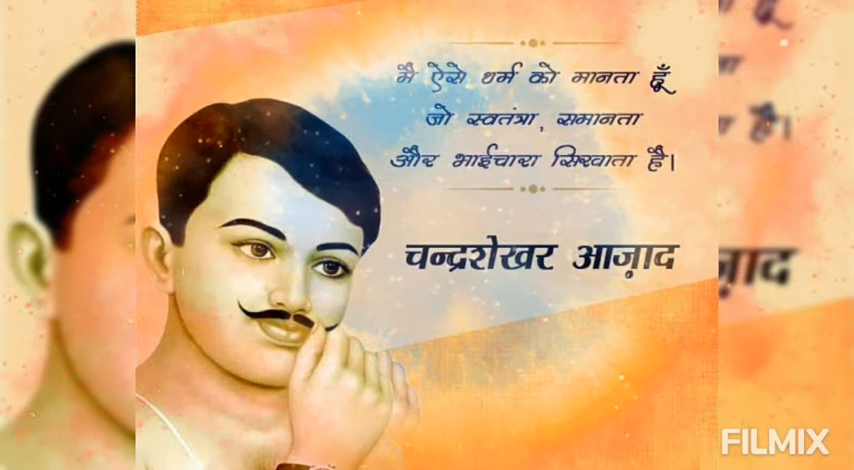 मै ऐसे धर्म को मानता हूँ
जो स्वतंत्रा, समानता
और भाईचारा सिखाता है।
चन्द्रशेखर आज़ाद
FILMIX